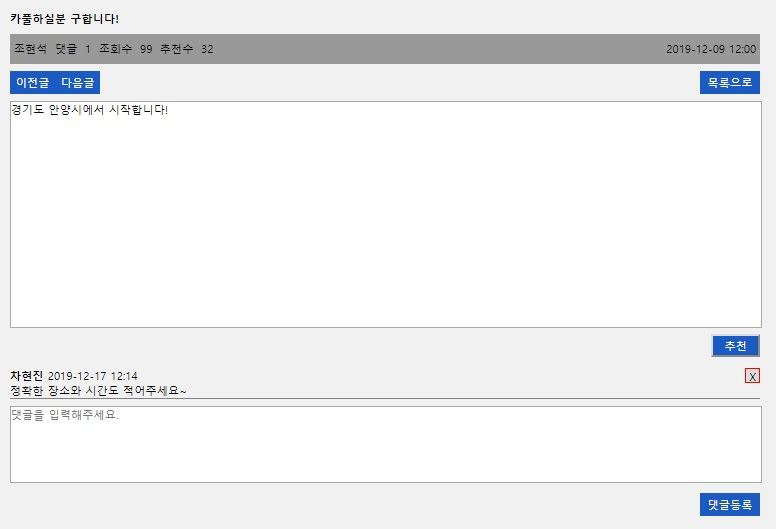 카풀하실분 구합니다!
조현석 댓글 1 조회수 99 추천수 32 2019-12-09 12:00
이전글 다음글 목록으로
경기도 안양시에서 시작합니다!
추천
차현진 2019-12-17 12:14 X
정확한 장소와 시간도 적어주세요~
댓글을 입력해주세요.
댓글등록